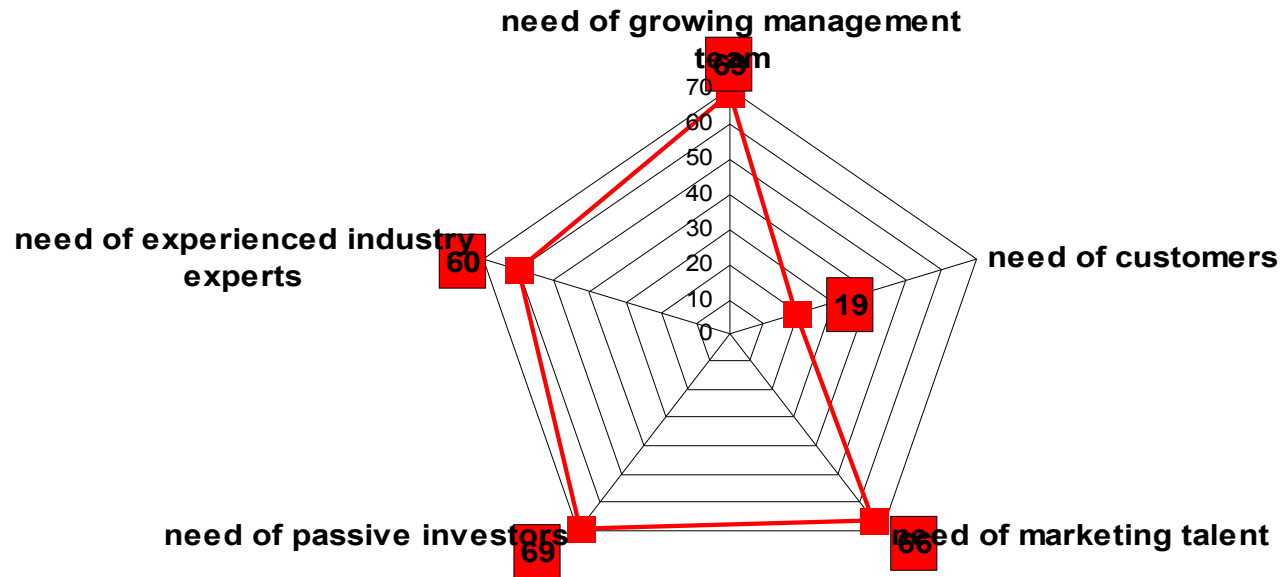 need of growing management
team
70
60
50
40
30
20
10
0
need of experienced industry
experts
60
need of customers
19
need of passive investors
69
need of marketing talent
66